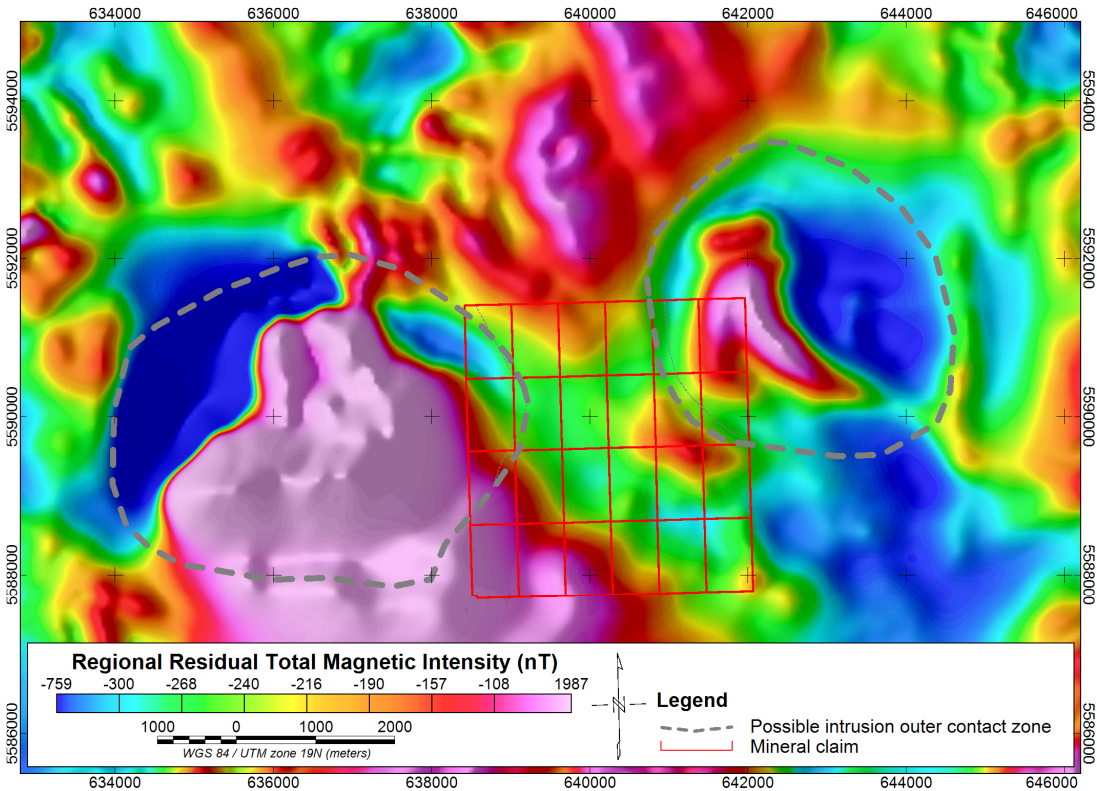 634000 636000 638000 640000 642000 644000 646000
5594000 5594000
5592000 5592000
5590000 5590000
5588000 5588000
Regional Residual Total Magnetic Intensity (nT)
-759 -300 -268 -240 -216 -190 -157 -108 1987
1000 0 1000 2000
WGS 84 / UTM zone 19N (meters)
N
Legend
Possible intrusion outer contact zone
Mineral claim
5586000 5586000
634000 636000 638000 640000 642000 644000 646000